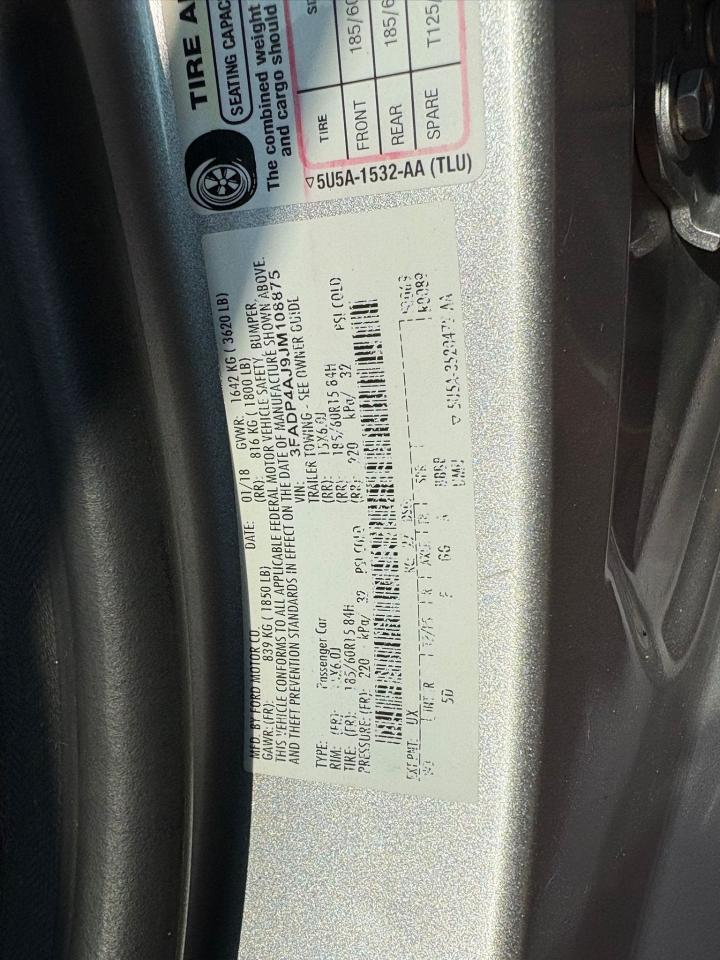 TIRE A
SEATING CAPAC
The combined weight
and cargo should
TIRE
FRONT 185/60
REAR 185/6
SPARE T125/
5U5A-1532-AA (TLU)
MFD. BY FORD MOTOR CO.
DATE: 01/18 GVWR: 1642 KG ( 3620 LB)
GAWR:(FR): 839 KG (1850 LB) (RR): 816 KG ( 1800 LB)
THIS VEHICLE CONFORMS TO ALL APPLICABLE FEDERAL MOTOR VEHICLE SAFETY, BUMPER,
AND THEFT PREVENTION STANDARDS IN EFFECT ON THE DATE OF MANUFACTURE SHOWN ABOVE.
VIN: 3FADP4AJ9JM108875
TYPE: Passenger Car TRAILER TOWING - SEE OWNER GUIDE
RIM: (FR): 15X6.0J (RR): 15X6.0J
TIRE: (FR): 185/60R15 84H (RR): 185/60R15 84H
PRESSURE:(FR): 220 kPa/ 32 PSI COLD (RR): 220 kPa/ 32 PSI COLD
EXT PNT: UX
5D